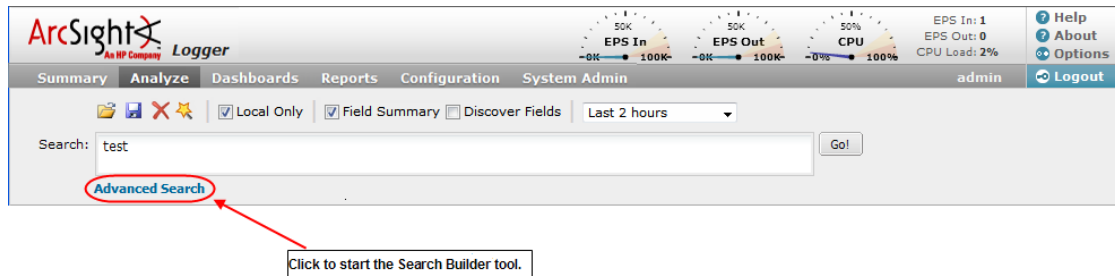 ArcSight
An HP Company
Logger
50K
EPS In
0K 100K
50K
EPS Out
0K 100K
50%
CPU
0% 100%
EPS In: 1
EPS Out: 0
CPU Load: 2%
Help
About
Options
Summary Analyze Dashboards Reports Configuration System Admin admin Logout
Local Only Field Summary Discover Fields Last 2 hours
Search: test Go!
Advanced Search
Click to start the Search Builder tool.